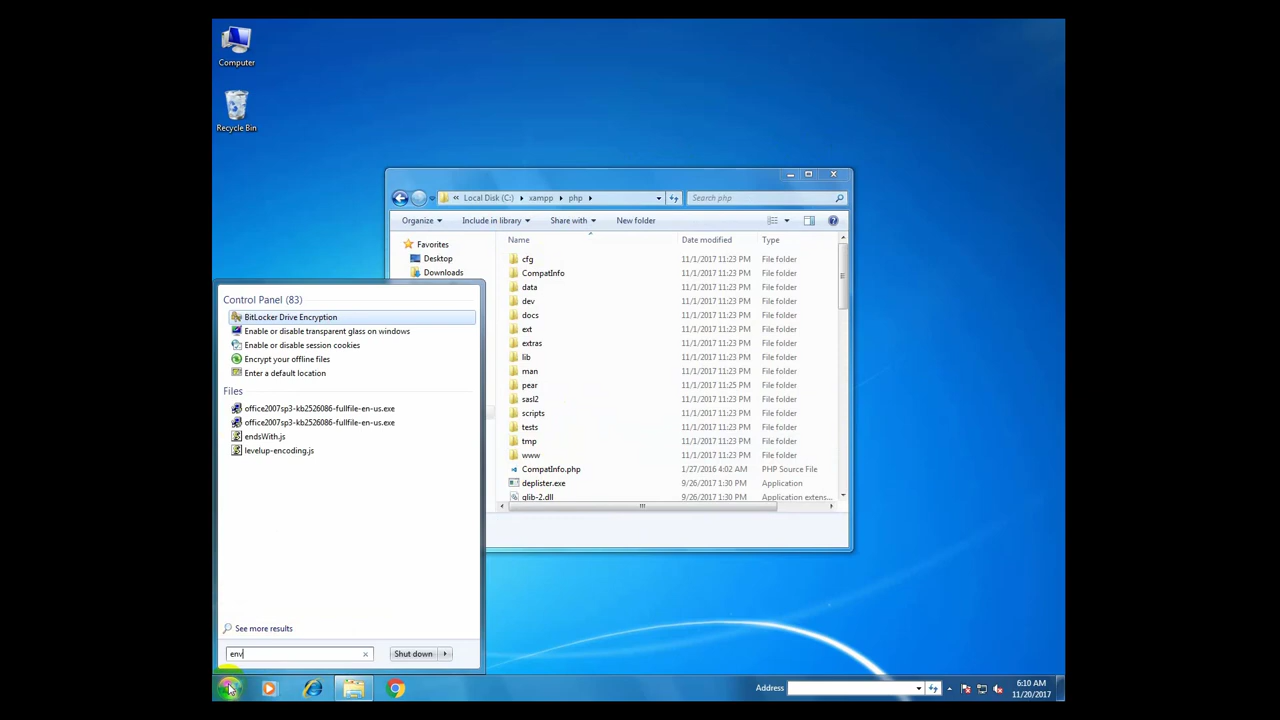 Computer
Recycle Bin
« Local Disk (C:) ▸ xampp ▸ php ▸
Search php
Organize
Include in library
Share with
New folder
Favorites
Desktop
Downloads
Name Date modified Type
cfg 11/1/2017 11:23 PM File folder
CompatInfo 11/1/2017 11:23 PM File folder
data 11/1/2017 11:23 PM File folder
dev 11/1/2017 11:23 PM File folder
docs 11/1/2017 11:23 PM File folder
ext 11/1/2017 11:23 PM File folder
extras 11/1/2017 11:23 PM File folder
lib 11/1/2017 11:23 PM File folder
man 11/1/2017 11:23 PM File folder
pear 11/1/2017 11:25 PM File folder
sasl2 11/1/2017 11:23 PM File folder
scripts 11/1/2017 11:23 PM File folder
tests 11/1/2017 11:23 PM File folder
tmp 11/1/2017 11:23 PM File folder
www 11/1/2017 11:23 PM File folder
CompatInfo.php 1/27/2016 4:02 AM PHP Source File
deplister.exe 9/26/2017 1:30 PM Application
glib-2.dll 9/26/2017 1:30 PM Application extens...
Control Panel (83)
BitLocker Drive Encryption
Enable or disable transparent glass on windows
Enable or disable session cookies
Encrypt your offline files
Enter a default location
Files
office2007sp3-kb2526086-fullfile-en-us.exe
office2007sp3-kb2526086-fullfile-en-us.exe
endsWith.js
levelup-encoding.js
See more results
env
Shut down
Address
6:10 AM
11/20/2017